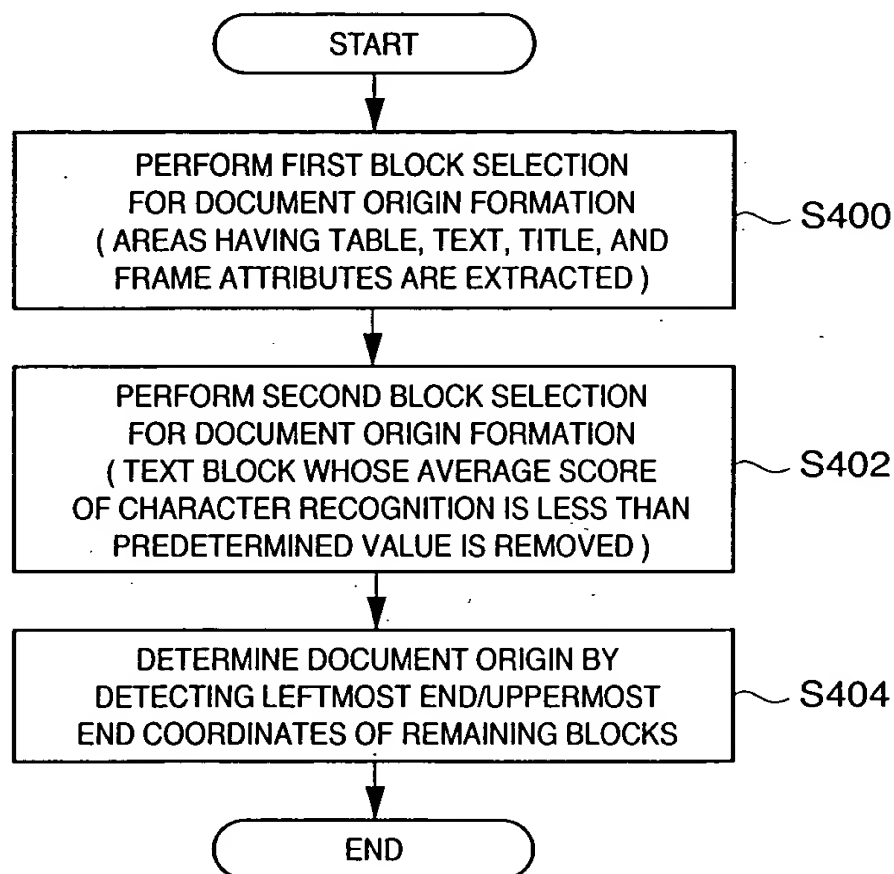 START
PERFORM FIRST BLOCK SELECTION
FOR DOCUMENT ORIGIN FORMATION
( AREAS HAVING TABLE, TEXT, TITLE, AND
FRAME ATTRIBUTES ARE EXTRACTED )
S400
PERFORM SECOND BLOCK SELECTION
FOR DOCUMENT ORIGIN FORMATION
( TEXT BLOCK WHOSE AVERAGE SCORE
OF CHARACTER RECOGNITION IS LESS THAN
PREDETERMINED VALUE IS REMOVED )
S402
DETERMINE DOCUMENT ORIGIN BY
DETECTING LEFTMOST END/UPPERMOST
END COORDINATES OF REMAINING BLOCKS
S404
END